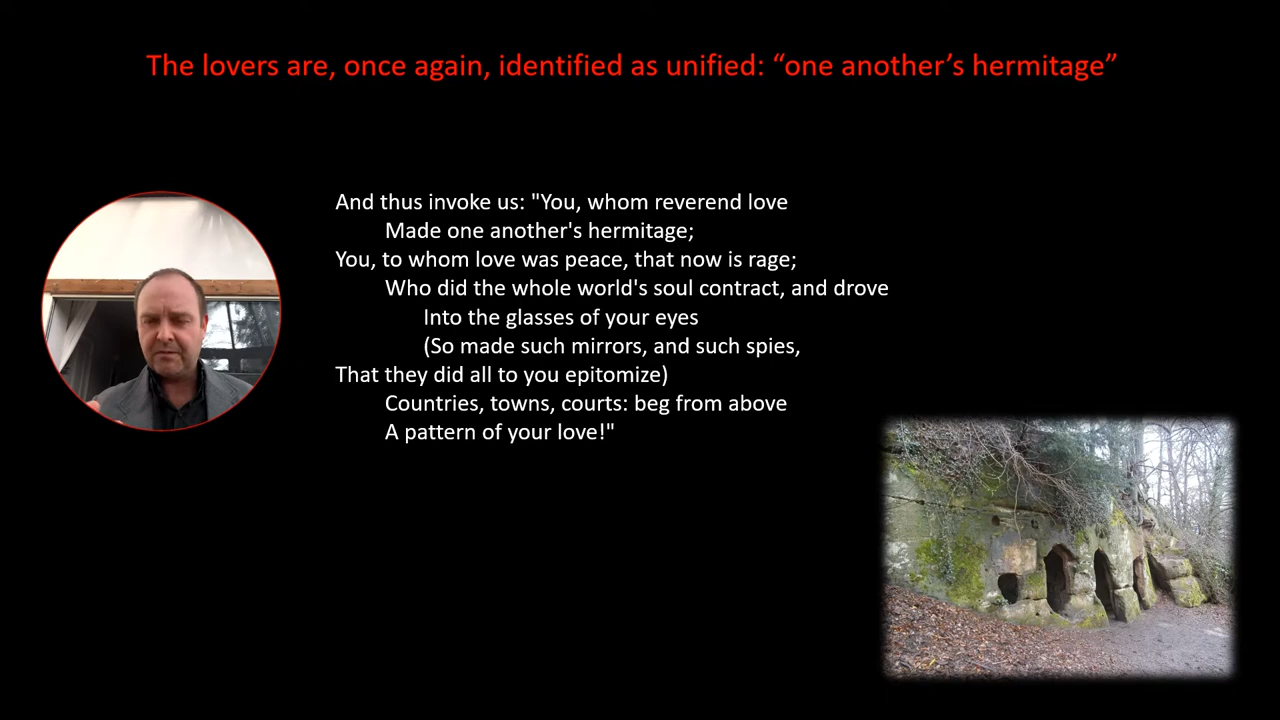 The lovers are, once again, identified as unified: “one another’s hermitage”
And thus invoke us: "You, whom reverend love
Made one another's hermitage;
You, to whom love was peace, that now is rage;
Who did the whole world's soul contract, and drove
Into the glasses of your eyes
(So made such mirrors, and such spies,
That they did all to you epitomize)
Countries, towns, courts: beg from above
A pattern of your love!"